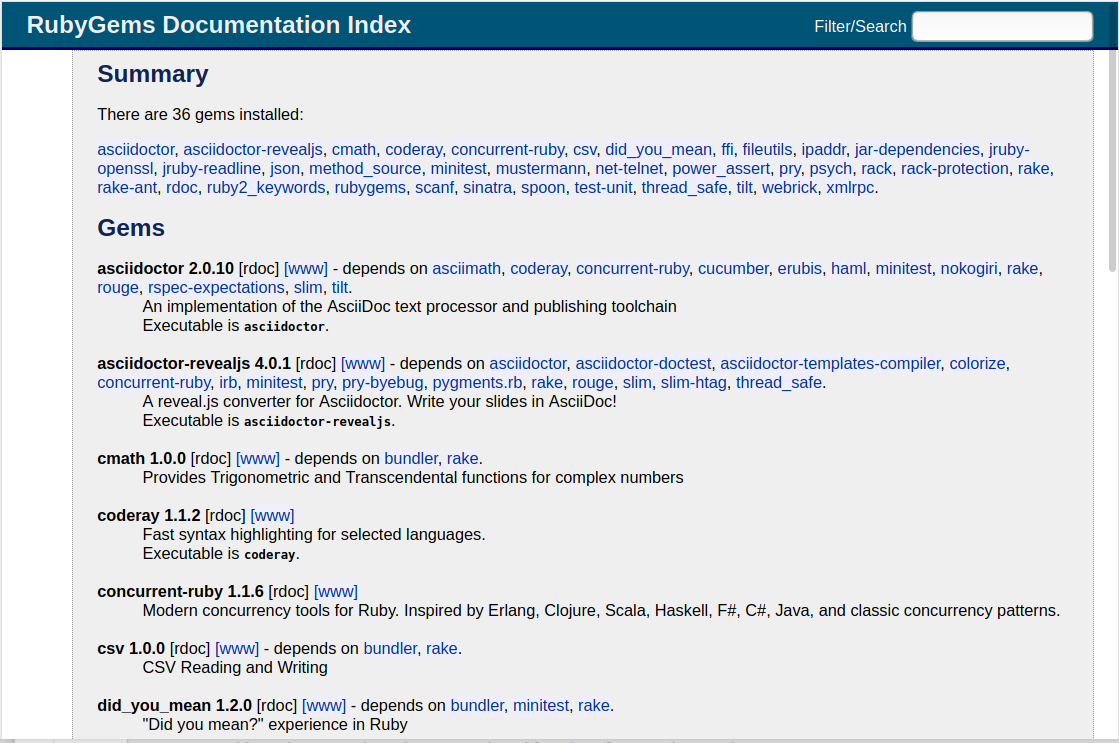 RubyGems Documentation Index
Filter/Search
Summary
There are 36 gems installed:
asciidoctor, asciidoctor-revealjs, cmath, coderay, concurrent-ruby, csv, did_you_mean, ffi, fileutils, ipaddr, jar-dependencies, jruby-
openssl, jruby-readline, json, method_source, minitest, mustermann, net-telnet, power_assert, pry, psych, rack, rack-protection, rake,
rake-ant, rdoc, ruby2_keywords, rubygems, scanf, sinatra, spoon, test-unit, thread_safe, tilt, webrick, xmlrpc.
Gems
asciidoctor 2.0.10 [rdoc] [www] - depends on asciimath, coderay, concurrent-ruby, cucumber, erubis, haml, minitest, nokogiri, rake,
rouge, rspec-expectations, slim, tilt.
An implementation of the AsciiDoc text processor and publishing toolchain
Executable is asciidoctor.
asciidoctor-revealjs 4.0.1 [rdoc] [www] - depends on asciidoctor, asciidoctor-doctest, asciidoctor-templates-compiler, colorize,
concurrent-ruby, irb, minitest, pry, pry-byebug, pygments.rb, rake, rouge, slim, slim-htag, thread_safe.
A reveal.js converter for Asciidoctor. Write your slides in AsciiDoc!
Executable is asciidoctor-revealjs.
cmath 1.0.0 [rdoc] [www] - depends on bundler, rake.
Provides Trigonometric and Transcendental functions for complex numbers
coderay 1.1.2 [rdoc] [www]
Fast syntax highlighting for selected languages.
Executable is coderay.
concurrent-ruby 1.1.6 [rdoc] [www]
Modern concurrency tools for Ruby. Inspired by Erlang, Clojure, Scala, Haskell, F#, C#, Java, and classic concurrency patterns.
csv 1.0.0 [rdoc] [www] - depends on bundler, rake.
CSV Reading and Writing
did_you_mean 1.2.0 [rdoc] [www] - depends on bundler, minitest, rake.
"Did you mean?" experience in Ruby